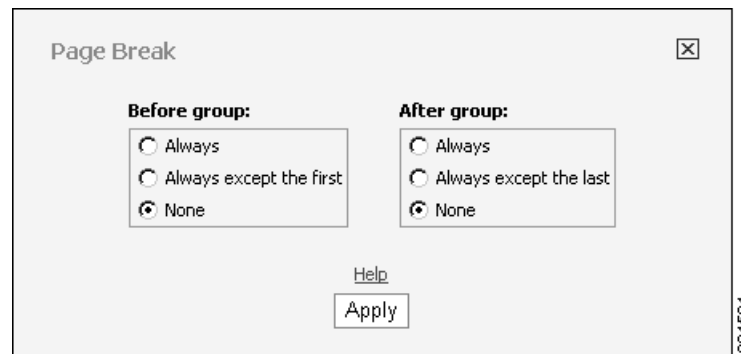 Page Break
Before group:
Always
Always except the first
None
After group:
Always
Always except the last
None
Help
Apply